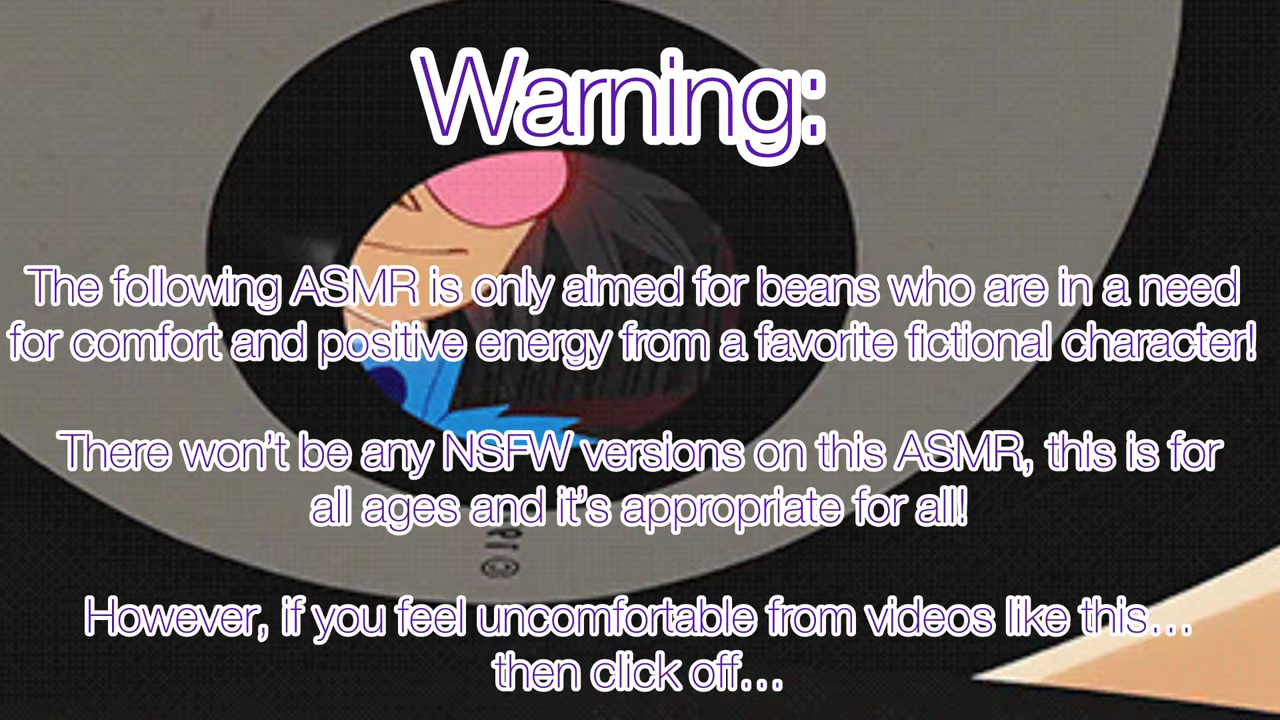 Warning:
The following ASMR is only aimed for beans who are in a need
for comfort and positive energy from a favorite fictional character!
There won't be any NSFW versions on this ASMR, this is for
all ages and it's appropriate for all!
However, if you feel uncomfortable from videos like this...
then click off...